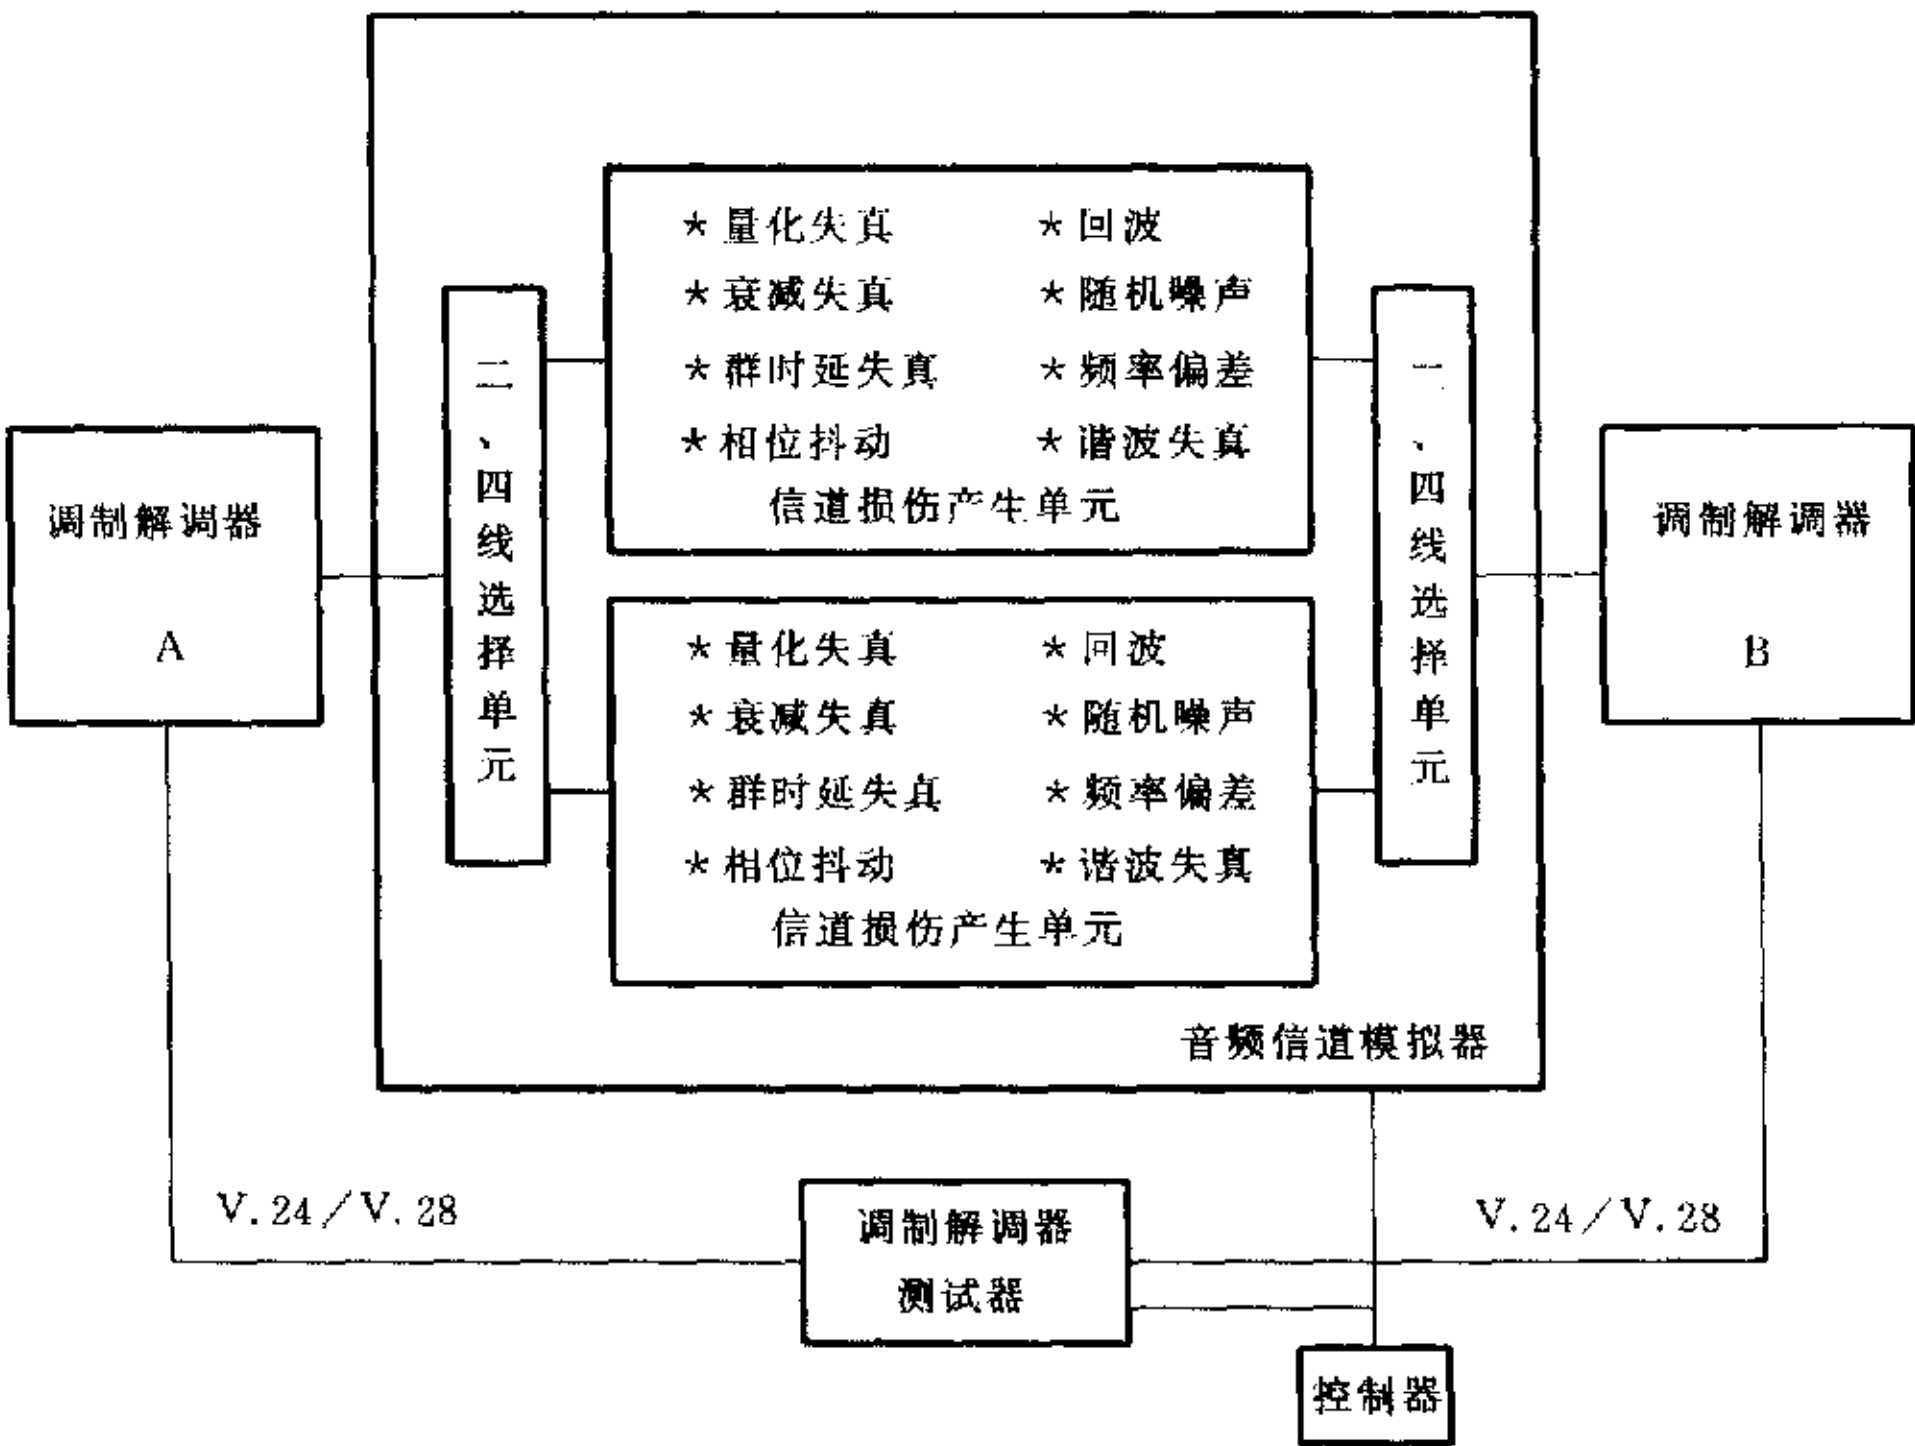 * 量化失真 * 回波
* 衰减失真 * 随机噪声
* 群时延失真 * 频率偏差
* 相位抖动 * 谐波失真
信道损伤产生单元
调制解调器
A
二、四线选择单元
* 量化失真 * 回波
* 衰减失真 * 随机噪声
* 群时延失真 * 频率偏差
* 相位抖动 * 谐波失真
信道损伤产生单元
二、四线选择单元
调制解调器
B
音频信道模拟器
V.24/V.28
调制解调器
测试器
V.24/V.28
控制器